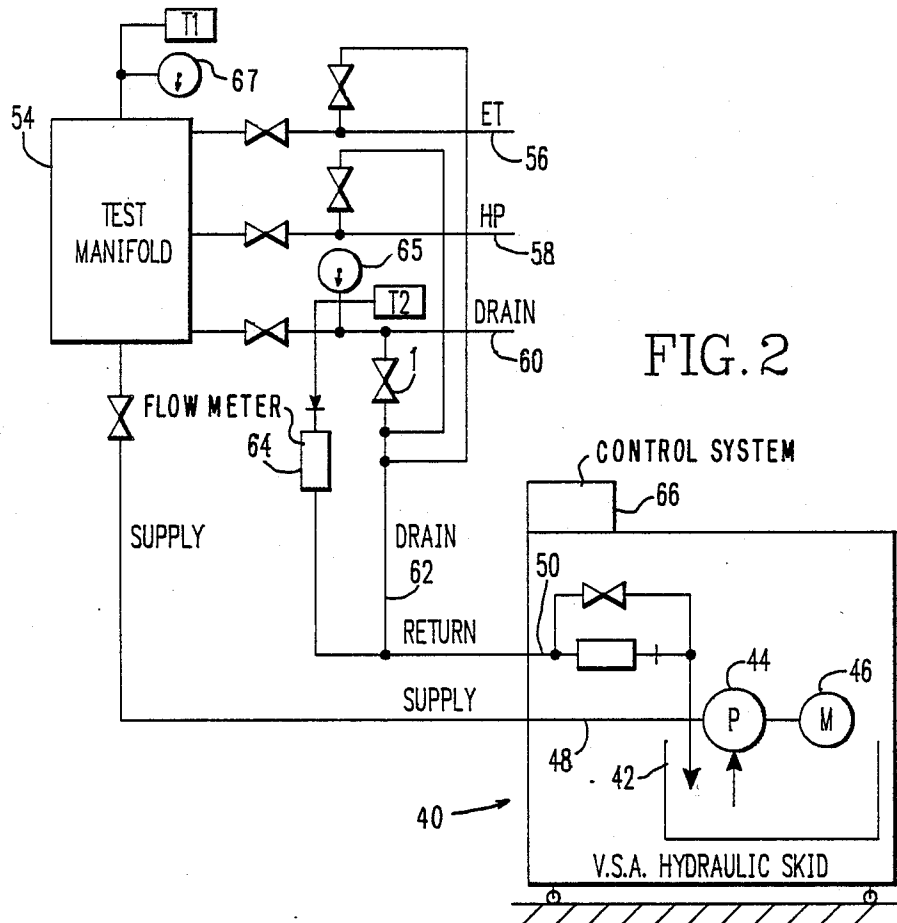 T1
67
54
ET
56
TEST
MANIFOLD
HP
58
65
T2
DRAIN
60
1
FIG. 2
FLOW METER
64
CONTROL SYSTEM
66
SUPPLY
DRAIN
62
50
RETURN
44
46
SUPPLY
P
M
48
42
40
V.S.A. HYDRAULIC SKID